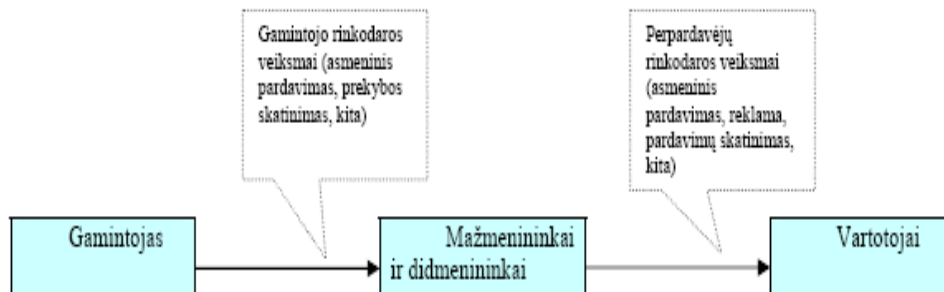 Gamintojo rinkodaros
veiksmai (asmeninis
pardavimas, prekybos
skatinimas, kita)
Perpardavėjų
rinkodaros veiksmai
(asmeninis
pardavimas, reklama,
pardavimų skatinimas,
kita)
Gamintojas
Mažmenininkai
ir didmenininkai
Vartotojai